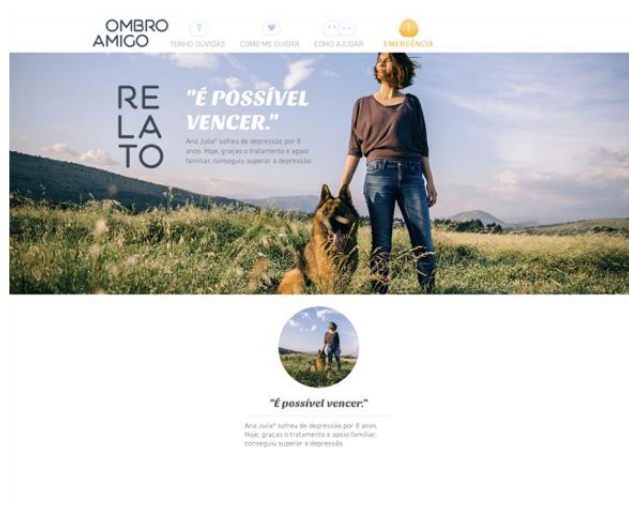 OMBRO
AMIGO
TENHO DÚVIDAS
COMO ME CUIDAR
COMO AJUDAR
EMERGÊNCIA
RE
LA
TO
"É POSSÍVEL
VENCER."
Ana Julia* sofreu de depressão por 8
anos. Hoje, graças o tratamento e apoio
familiar, conseguiu superar a depressão.
"É possível vencer."
Ana Julia* sofreu de depressão por 8 anos.
Hoje, graças o tratamento e apoio familiar,
conseguiu superar a depressão.